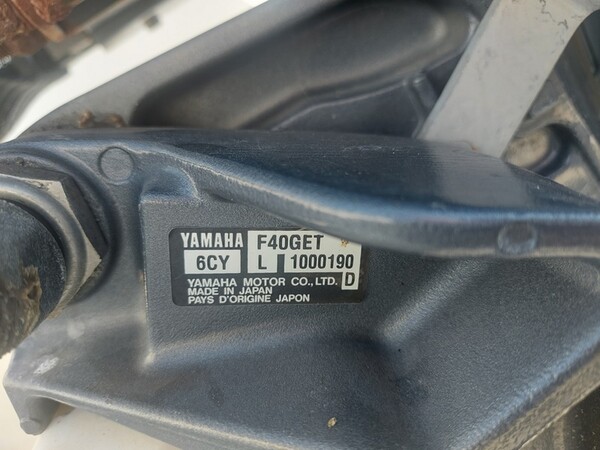 YAMAHA F40GET
6CY L 1000190
YAMAHA MOTOR CO., LTD. D
MADE IN JAPAN
PAYS D'ORIGINE JAPON